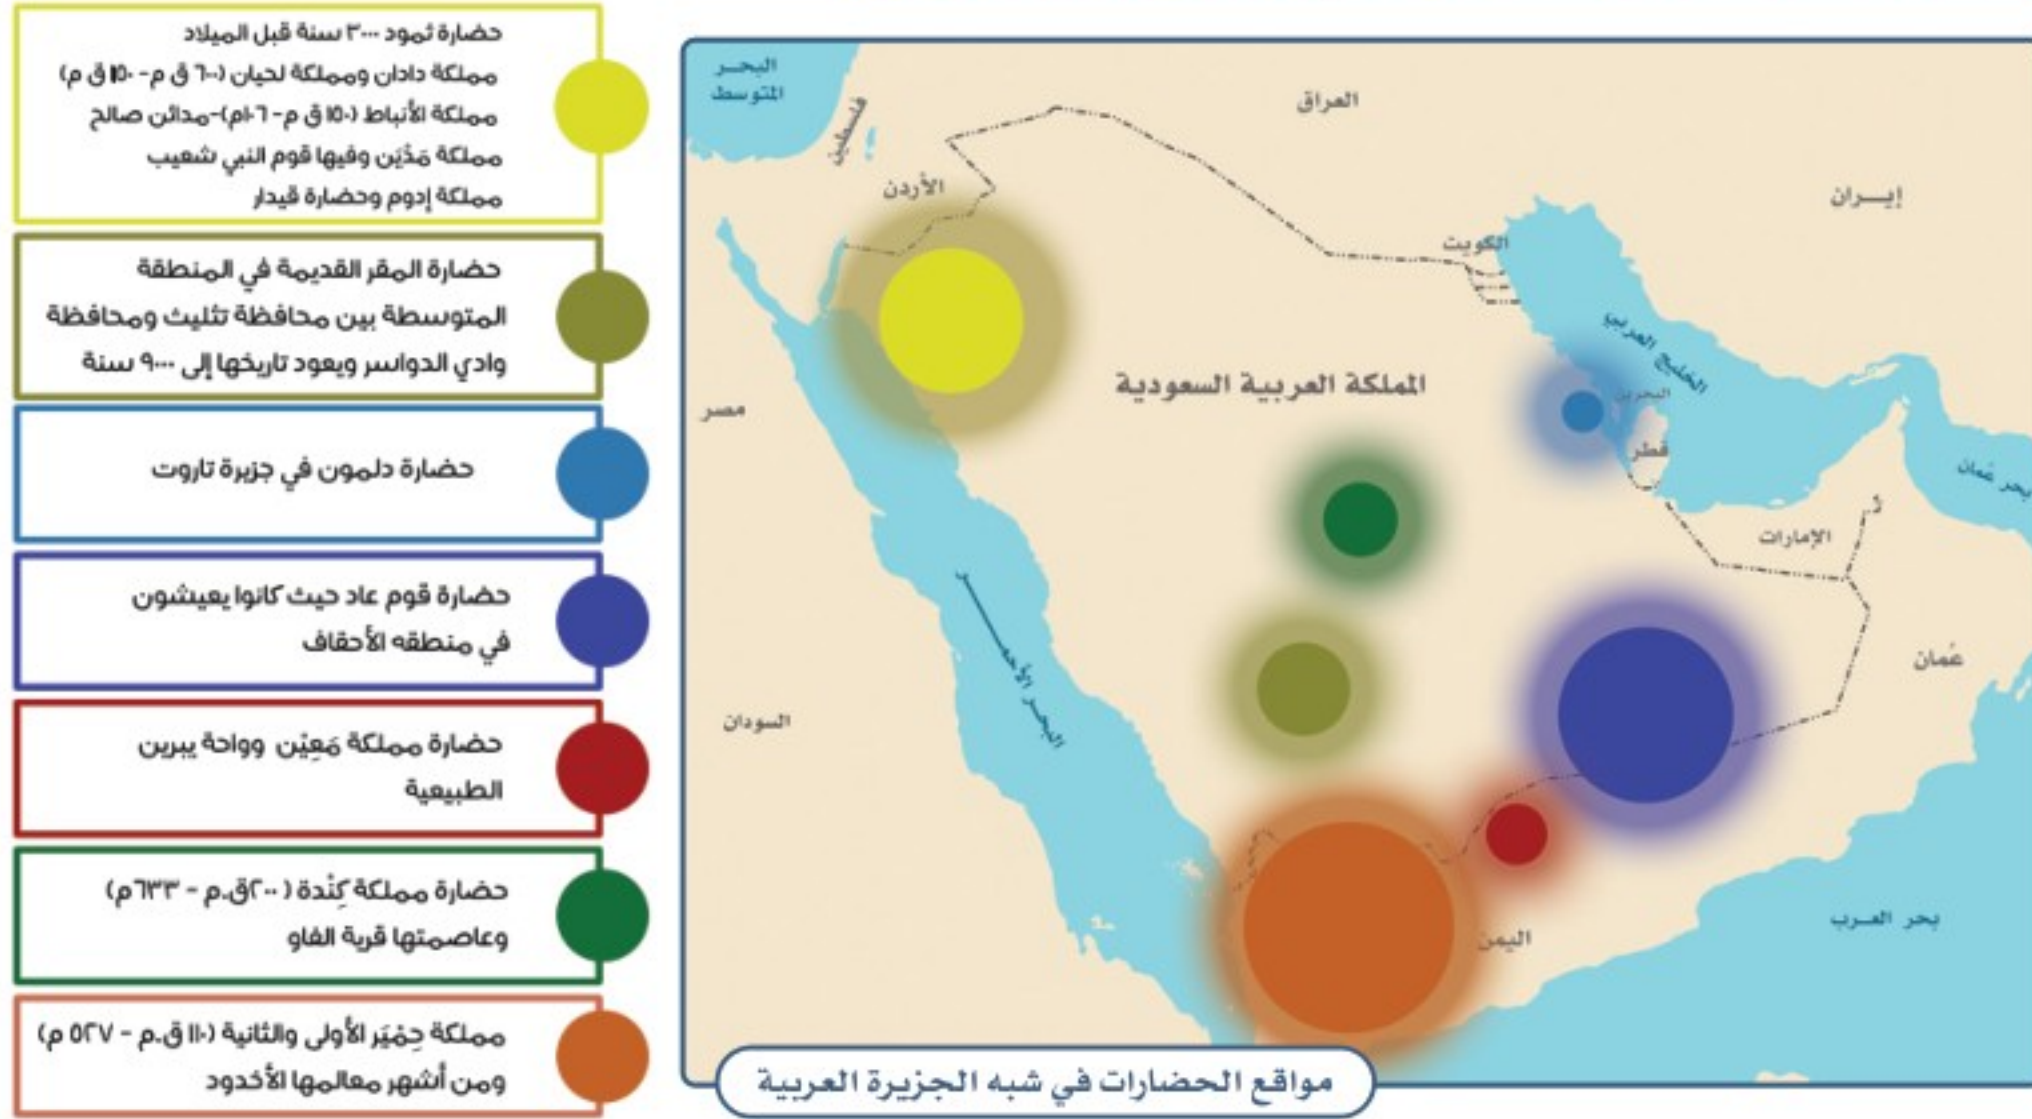 حضارة ثمود ٣٠٠٠ سنة قبل الميلاد
مملكة دادان ومملكة لحيان (٦٠٠ ق م- ١٥٠ ق م)
مملكة الأنباط (١٥٠ ق م- ١٠٦م)-مدائن صالح
مملكة مَدْيَن وفيها قوم النبي شعيب
مملكة إدوم وحضارة قيدار
حضارة المقر القديمة في المنطقة
المتوسطة بين محافظة تثليث ومحافظة
وادي الدواسر ويعود تاريخها إلى ٩٠٠٠ سنة
حضارة دلمون في جزيرة تاروت
حضارة قوم عاد حيث كانوا يعيشون
في منطقه الأحقاف
حضارة مملكة مَعِيْن وواحة يبرين
الطبيعية
حضارة مملكة كِنْدة (٢٠٠ق.م - ٦٣٣م)
وعاصمتها قرية الفاو
مملكة حِمْيَر الأولى والثانية (١١٠ ق.م - ٥٢٧ م)
ومن أشهر معالمها الأخدود
البحر
المتوسط
فلسطين
العراق
الأردن
إيــران
الكويت
الخليج العربي
المملكة العربية السعودية
البحرين
قطر
مصر
بحر عُمان
الإمارات
عُمان
السودان
البحر الأحمر
اليمن
بحر العرب
مواقع الحضارات في شبه الجزيرة العربية